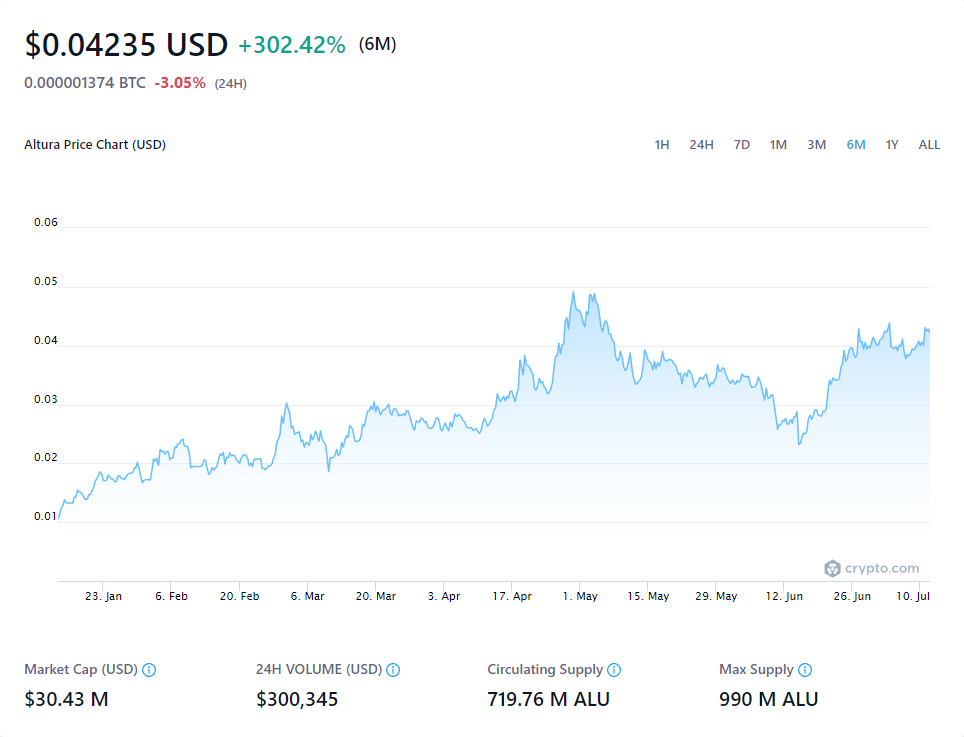 $0.04235 USD +302.42% (6M)
0.000001374 BTC -3.05% (24H)
Altura Price Chart (USD) 1H 24H 7D 1M 3M 6M 1Y ALL
0.06
0.05
0.04
0.03
0.02
0.01
crypto.com
23. Jan 6. Feb 20. Feb 6. Mar 20. Mar 3. Apr 17. Apr 1. May 15. May 29. May 12. Jun 26. Jun 10. Jul
Market Cap (USD) 24H VOLUME (USD) Circulating Supply Max Supply
$30.43 M $300,345 719.76 M ALU 990 M ALU